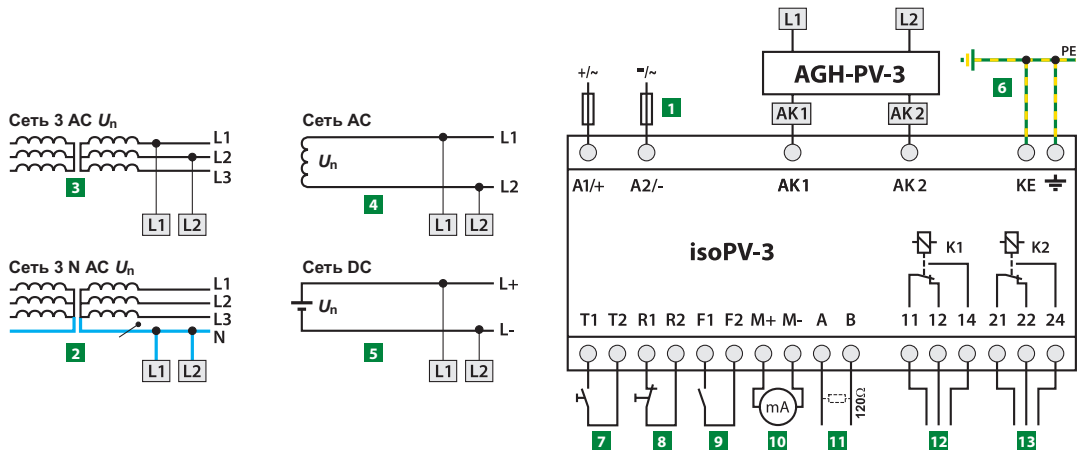 Сеть 3 AC Un
L1
L2
L3
3
L1 L2
Сеть 3 N AC Un
L1
L2
L3
N
2
L1 L2
Сеть AC
L1
Un
L2
4
L1 L2
Сеть DC
L+
Un
L-
5
L1 L2
L1 L2
AGH-PV-3
+/~ -/~
1
AK1 AK2
6
PE
A1/+ A2/- AK1 AK2 KE
isoPV-3
K1 K2
T1 T2 R1 R2 F1 F2 M+ M- A B 11 12 14 21 22 24
mA
120Ω
7 8 9 10 11 12 13